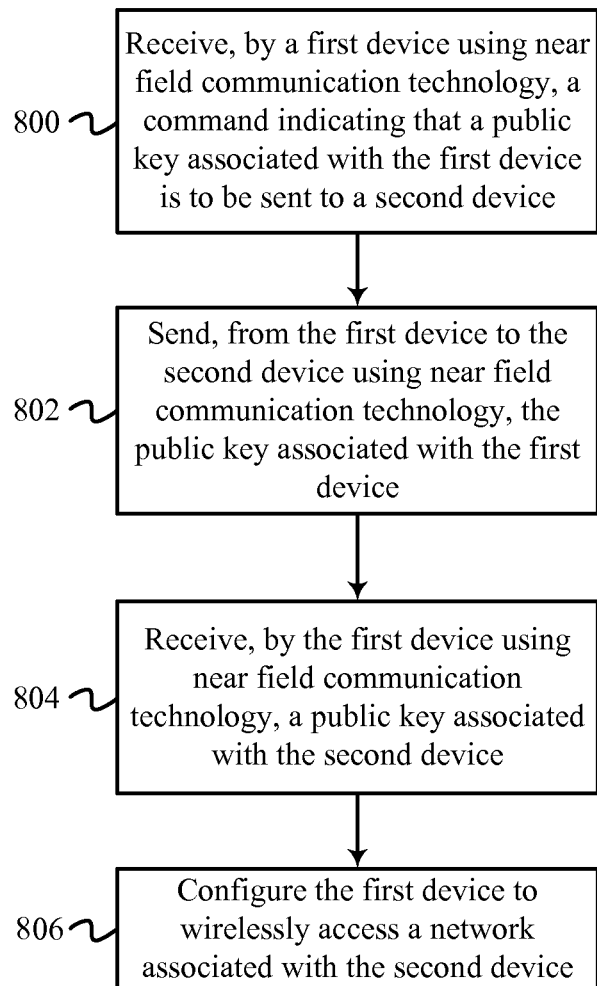 Receive, by a first device using near
field communication technology, a
800
command indicating that a public
key associated with the first device
is to be sent to a second device
Send, from the first device to the
second device using near field
802
communication technology, the
public key associated with the first
device
Receive, by the first device using
near field communication
804
technology, a public key associated
with the second device
Configure the first device to
806
wirelessly access a network
associated with the second device